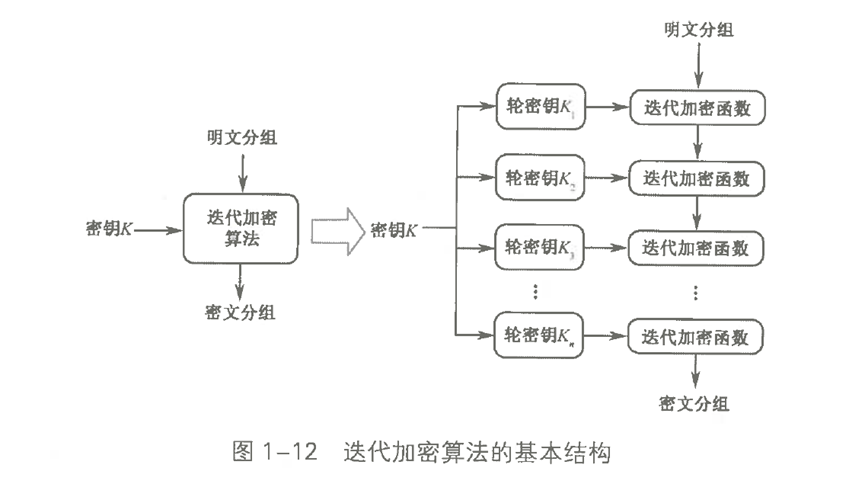 明文分组
密钥K
迭代加密
算法
密文分组
密钥K
明文分组
轮密钥K1
迭代加密函数
轮密钥K2
迭代加密函数
轮密钥K3
迭代加密函数
⋮
⋮
轮密钥Kn
迭代加密函数
密文分组
图 1-12 迭代加密算法的基本结构